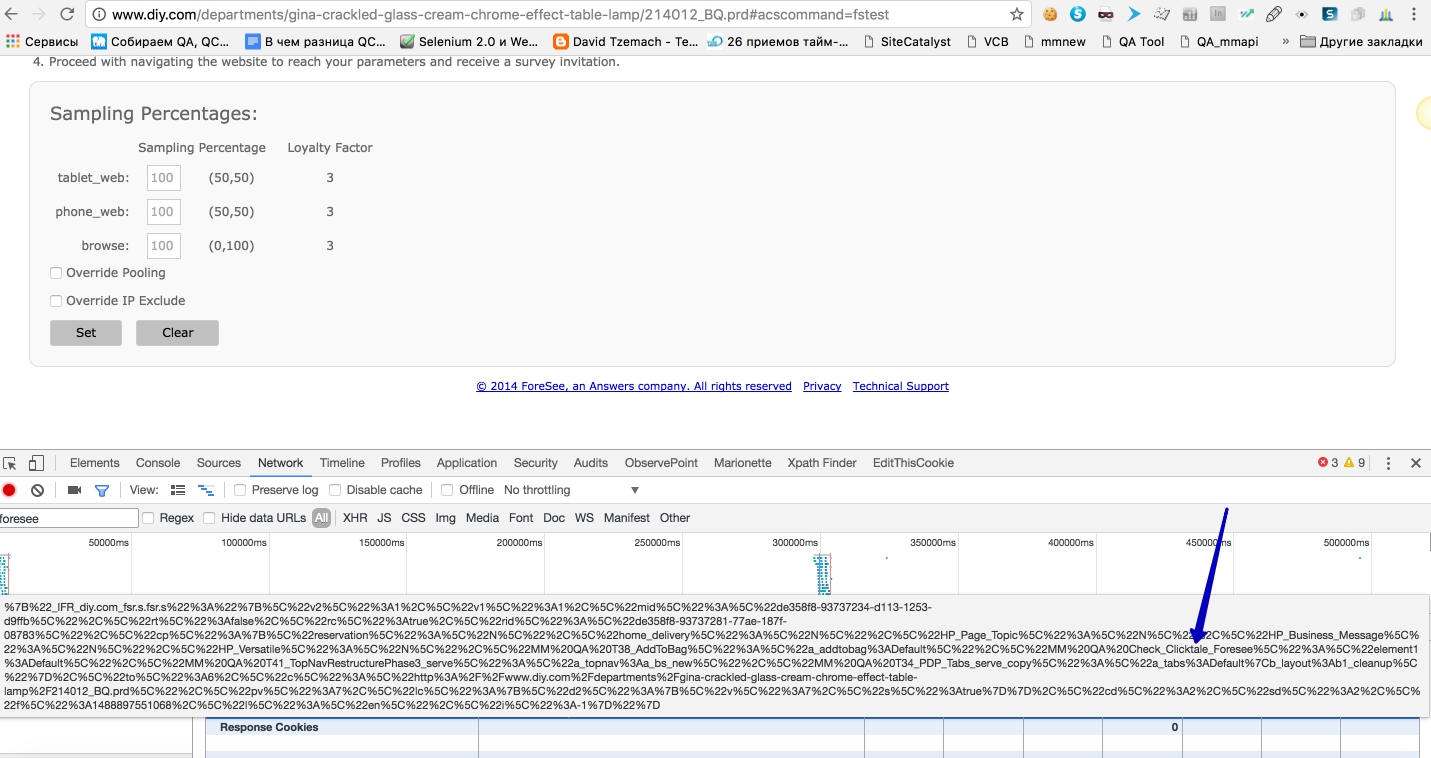 www.diy.com/departments/gina-crackled-glass-cream-chrome-effect-table-lamp/214012_BQ.prd#acscommand=fstest
Сервисы Собираем QA, QC... В чем разница QC... Selenium 2.0 и We... David Tzemach - Te... 26 приемов тайм-... SiteCatalyst VCB mmnew QA Tool QA_mmapi » Другие закладки
4. Proceed with navigating the website to reach your parameters and receive a survey invitation.
Sampling Percentages:
Sampling Percentage Loyalty Factor
tablet_web: 100 (50,50) 3
phone_web: 100 (50,50) 3
browse: 100 (0,100) 3
Override Pooling
Override IP Exclude
Set Clear
© 2014 ForeSee, an Answers company. All rights reserved Privacy Technical Support
Elements Console Sources Network Timeline Profiles Application Security Audits ObservePoint Marionette Xpath Finder EditThisCookie 3 9
View: Preserve log Disable cache Offline No throttling
foresee Regex Hide data URLs All XHR JS CSS Img Media Font Doc WS Manifest Other
50000ms 100000ms 150000ms 200000ms 250000ms 300000ms 350000ms 400000ms 450000ms 500000ms
%7B%22_IFR_diy.com_fsr.s.fsr.s%22%3A%22%7B%5C%22v2%5C%22%3A1%2C%5C%22v1%5C%22%3A1%2C%5C%22mid%5C%22%3A%5C%22de358f8-93737234-d113-1253-
d9ffb%5C%22%2C%5C%22rt%5C%22%3Afalse%2C%5C%22rc%5C%22%3Atrue%2C%5C%22rid%5C%22%3A%5C%22de358f8-93737281-77ae-187f-
08783%5C%22%2C%5C%22cp%5C%22%3A%7B%5C%22reservation%5C%22%3A%5C%22N%5C%22%2C%5C%22home_delivery%5C%22%3A%5C%22N%5C%22%2C%5C%22HP_Page_Topic%5C%22%3A%5C%22N%5C%22%2C%5C%22HP_Business_Message%5C%22
%3A%5C%22N%5C%22%2C%5C%22HP_Versatile%5C%22%3A%5C%22N%5C%22%2C%5C%22MM%20QA%20T38_AddToBag%5C%22%3A%5C%22a_addtobag%3ADefault%5C%22%2C%5C%22MM%20QA%20Check_Clicktale_Foresee%5C%22%3A%5C%22element1
%3ADefault%5C%22%2C%5C%22MM%20QA%20T41_TopNavRestructurePhase3_serve%5C%22%3A%5C%22a_topnav%3Aa_bs_new%5C%22%2C%5C%22MM%20QA%20T34_PDP_Tabs_serve_copy%5C%22%3A%5C%22a_tabs%3ADefault%7Cb_layout%3Ab1_cleanup%5C
%22%7D%2C%5C%22to%5C%22%3A6%2C%5C%22c%5C%22%3A%5C%22http%3A%2F%2Fwww.diy.com%2Fdepartments%2Fgina-crackled-glass-cream-chrome-effect-table-
lamp%2F214012_BQ.prd%5C%22%2C%5C%22pv%5C%22%3A7%2C%5C%22lc%5C%22%3A%7B%5C%22d2%5C%22%3A%7B%5C%22v%5C%22%3A7%2C%5C%22s%5C%22%3Atrue%7D%7D%2C%5C%22cd%5C%22%3A2%2C%5C%22sd%5C%22%3A2%2C%5C%
22f%5C%22%3A1488897551068%2C%5C%22l%5C%22%3A%5C%22en%5C%22%2C%5C%22i%5C%22%3A-1%7D%22%7D
Response Cookies 0